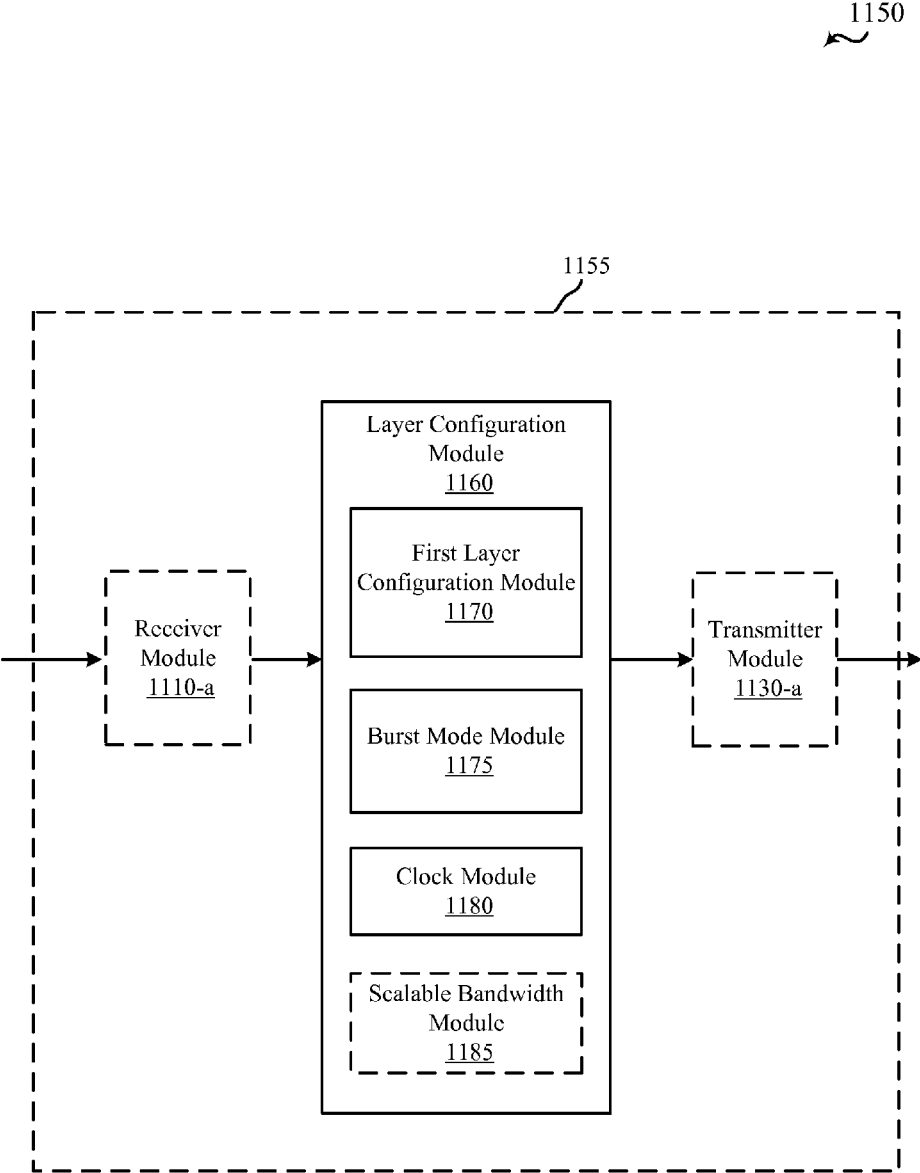 1150
1155
Layer Configuration
Module
1160
First Layer
Configuration Module
1170
Receiver
Module
1110-a
Transmitter
Module
1130-a
Burst Mode Module
1175
Clock Module
1180
Scalable Bandwidth
Module
1185